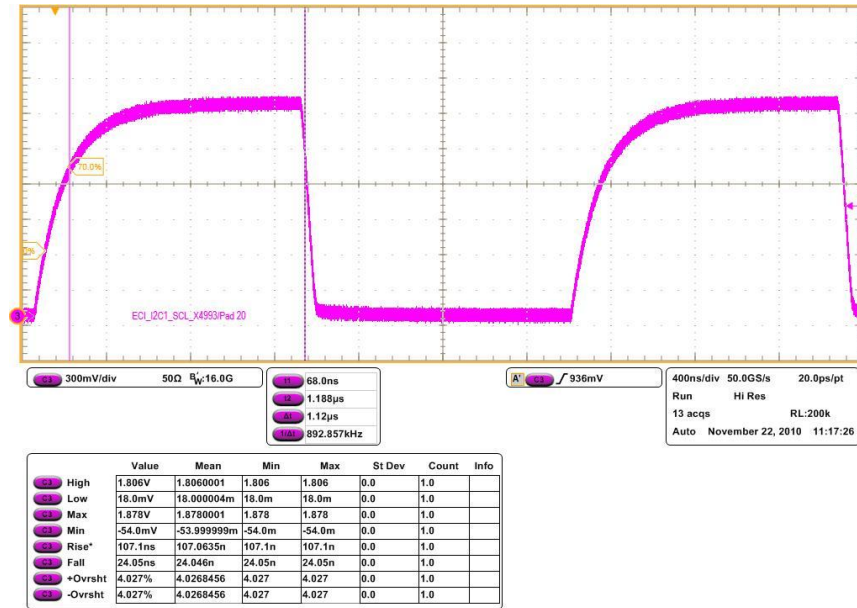 70.0%
0%
3
ECI_I2C1_SCL_X4993/Pad 20
C3 300mV/div 50Ω BW:16.0G
t1 68.0ns
t2 1.188µs
Δt 1.12µs
1/Δt 892.857kHz
A' C3 936mV
400ns/div 50.0GS/s 20.0ps/pt
Run Hi Res
13 acqs RL:200k
Auto November 22, 2010 11:17:26
Value Mean Min Max St Dev Count Info
C3 High 1.806V 1.8060001 1.806 1.806 0.0 1.0
C3 Low 18.0mV 18.000004m 18.0m 18.0m 0.0 1.0
C3 Max 1.878V 1.8780001 1.878 1.878 0.0 1.0
C3 Min -54.0mV -53.999999m -54.0m -54.0m 0.0 1.0
C3 Rise* 107.1ns 107.0635n 107.1n 107.1n 0.0 1.0
C3 Fall 24.05ns 24.046n 24.05n 24.05n 0.0 1.0
C3 +Ovrsht 4.027% 4.0268456 4.027 4.027 0.0 1.0
C3 -Ovrsht 4.027% 4.0268456 4.027 4.027 0.0 1.0